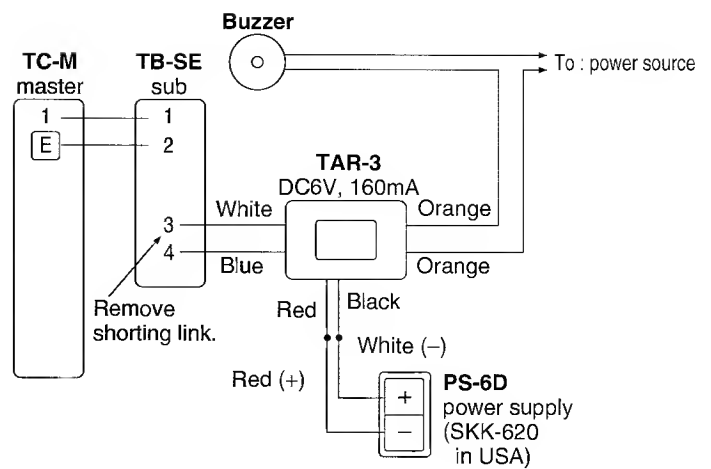 Buzzer
To : power source
TC-M
master
TB-SE
sub
1
1
E
2
TAR-3
DC6V, 160mA
White
Orange
3
4
Blue
Orange
Remove
shorting link.
Red
Black
White (–)
Red (+)
+
–
PS-6D
power supply
(SKK-620
in USA)